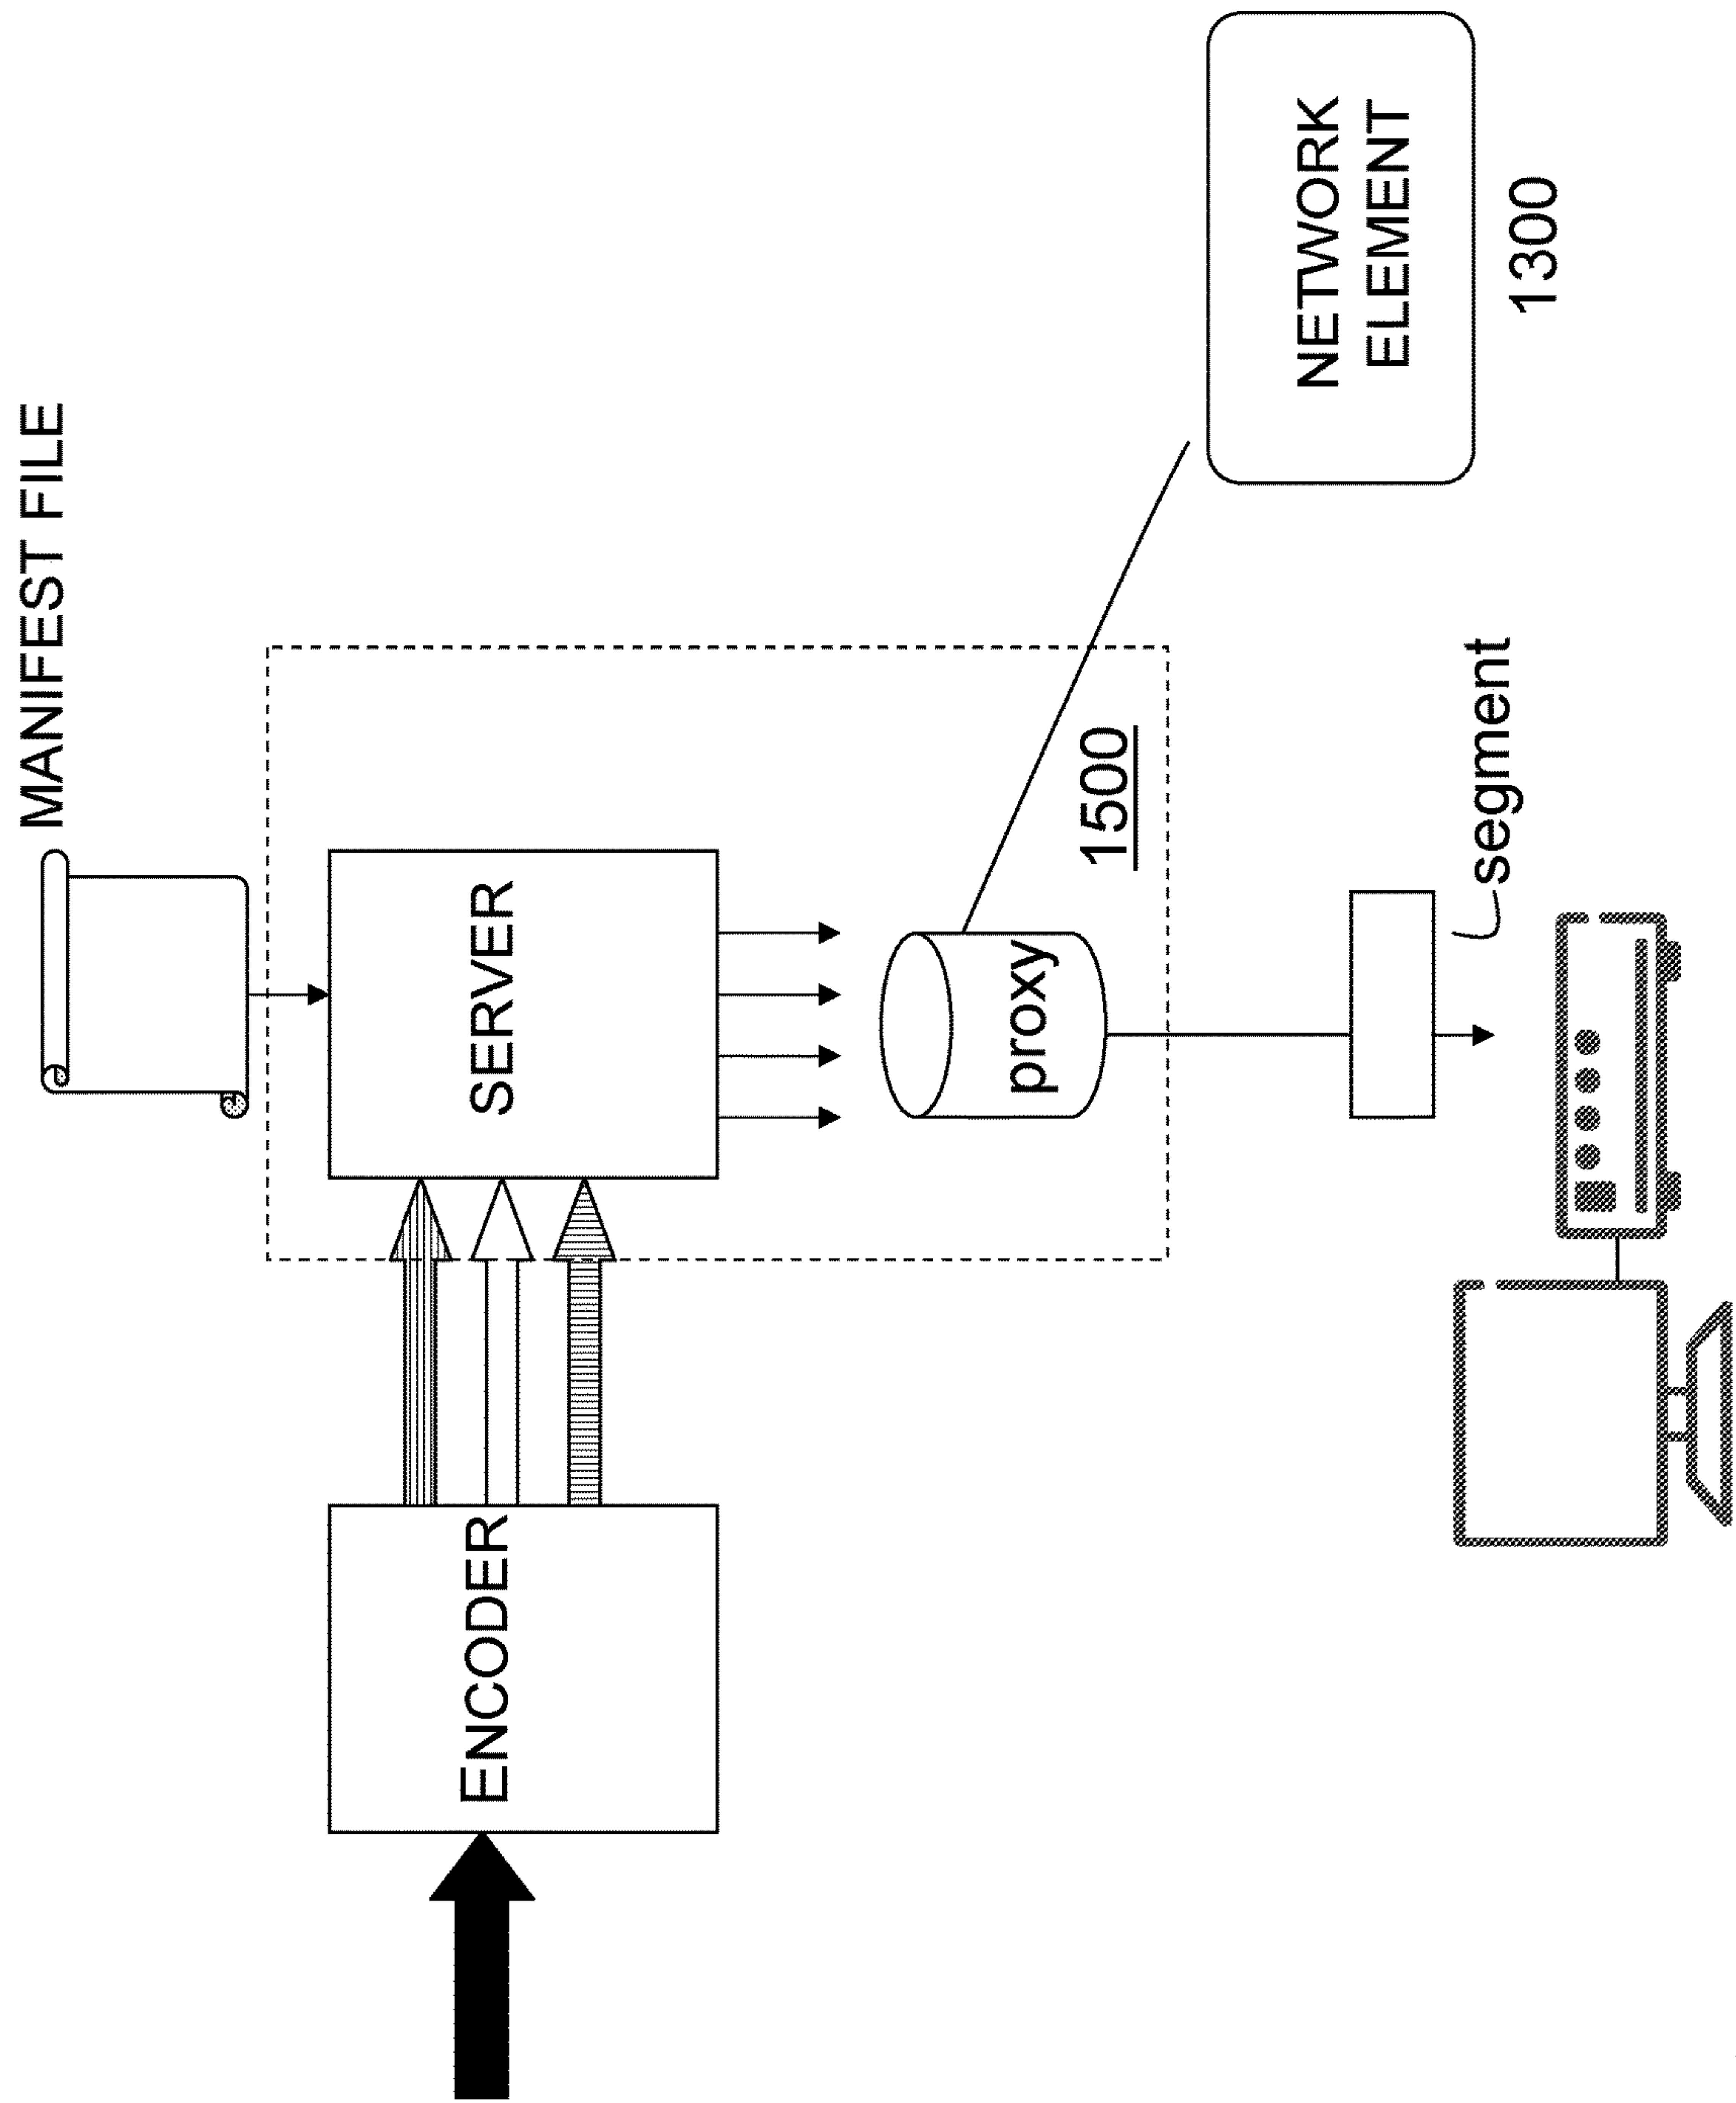 MANIFEST FILE
ENCODER
SERVER
proxy
1500
segment
NETWORK
ELEMENT
1300